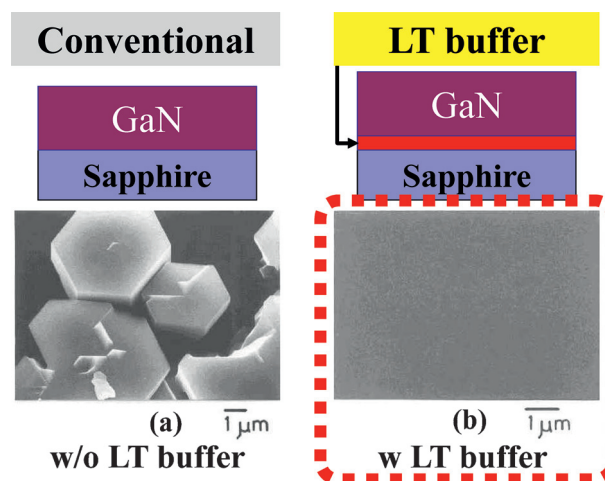 Conventional
LT buffer
GaN
Sapphire
GaN
Sapphire
(a)
1 μm
w/o LT buffer
(b)
1 μm
w LT buffer